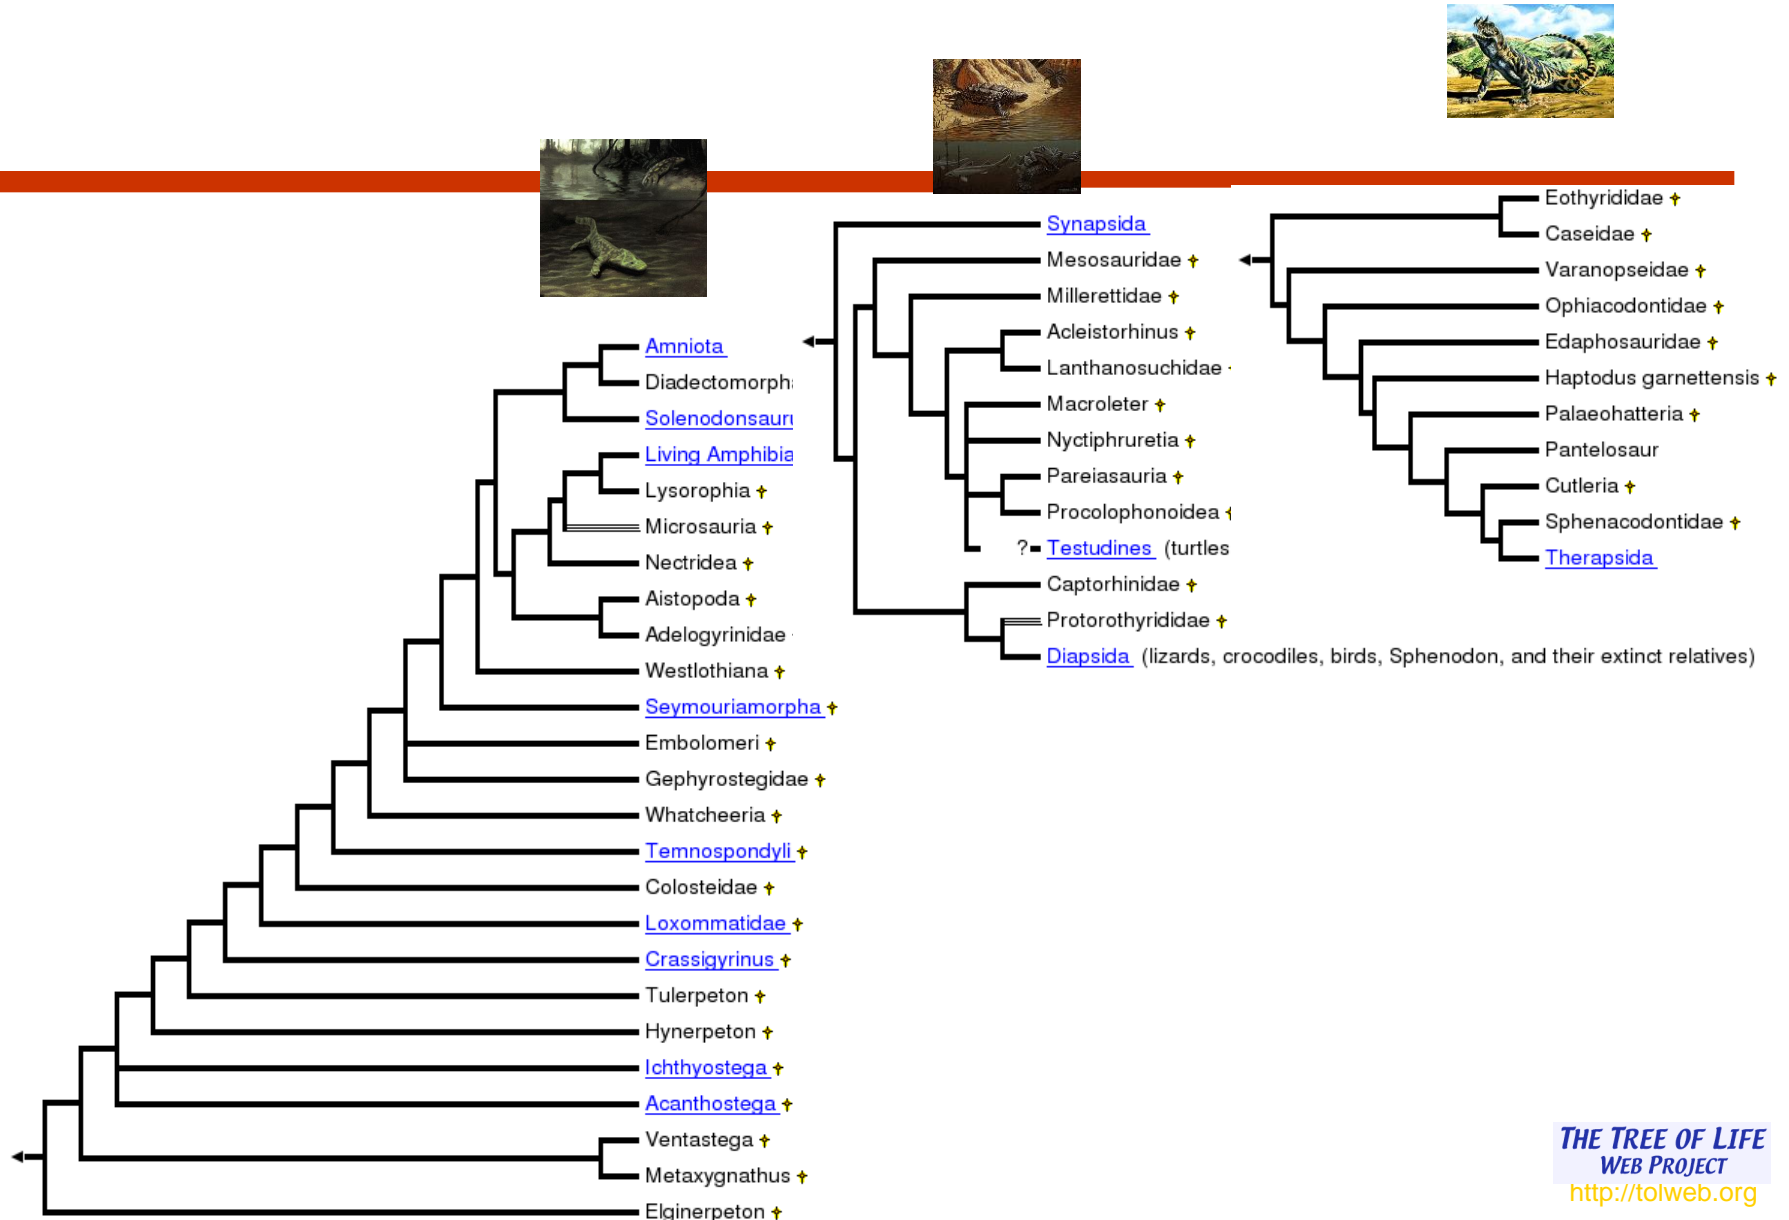 Amniota
Diadectomorph
Solenodonsauru
Living Amphibia
Lysorophia
Microsauria
Nectridea
Aistopoda
Adelogyrinidae
Westlothiana
Seymouriamorpha
Embolomeri
Gephyrostegidae
Whatcheeria
Temnospondyli
Colosteidae
Loxommatidae
Crassigyrinus
Tulerpeton
Hynerpeton
Ichthyostega
Acanthostega
Ventastega
Metaxygnathus
Elginerpeton
Synapsida
Mesosauridae
Millerettidae
Acleistorhinus
Lanthanosuchidae
Macroleter
Nyctiphruretia
Pareiasauria
Procolophonoidea
? Testudines (turtles
Captorhinidae
Protorothyrididae
Diapsida (lizards, crocodiles, birds, Sphenodon, and their extinct relatives)
Eothyrididae
Caseidae
Varanopseidae
Ophiacodontidae
Edaphosauridae
Haptodus garnettensis
Palaeohatteria
Pantelosaur
Cutleria
Sphenacodontidae
Therapsida
THE TREE OF LIFE
WEB PROJECT
http://tolweb.org